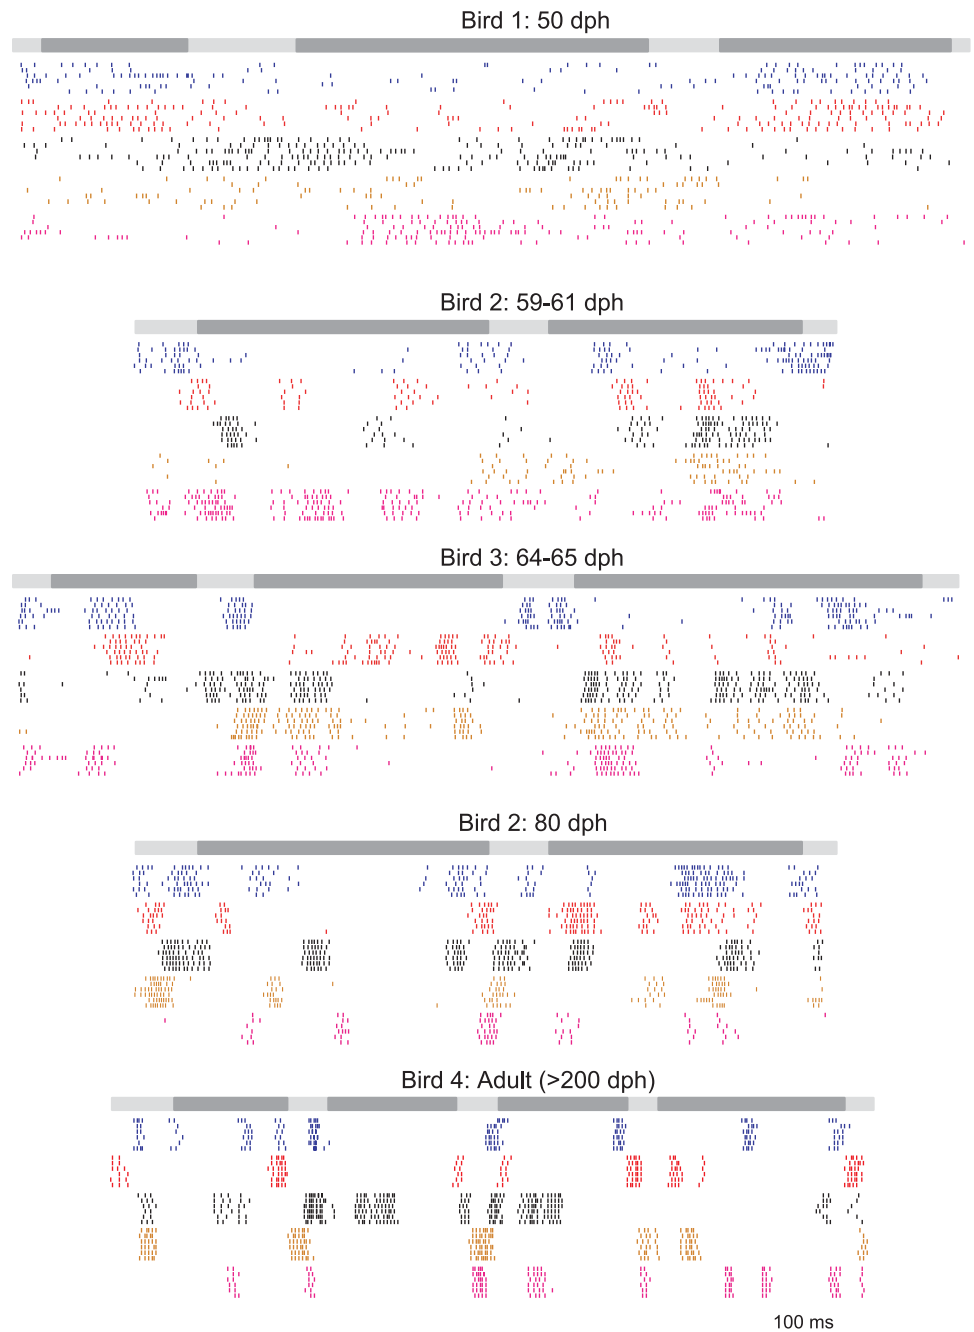 Bird 1: 50 dph
Bird 2: 59-61 dph
Bird 3: 64-65 dph
Bird 2: 80 dph
Bird 4: Adult (>200 dph)
100 ms